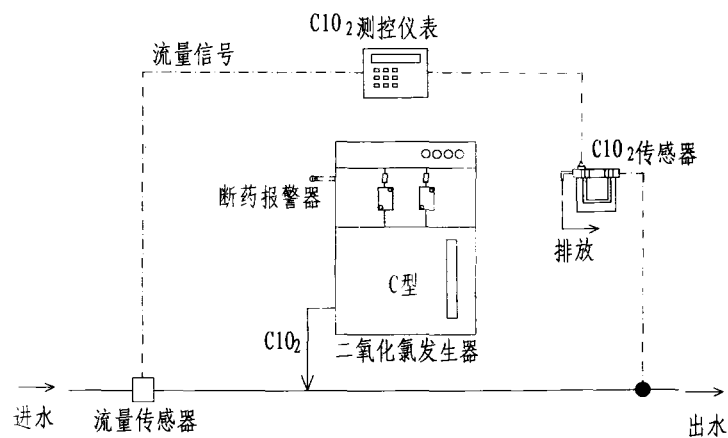 ClO2测控仪表
流量信号
ClO2传感器
断药报警器
排放
C型
ClO2
二氧化氯发生器
进水
流量传感器
出水